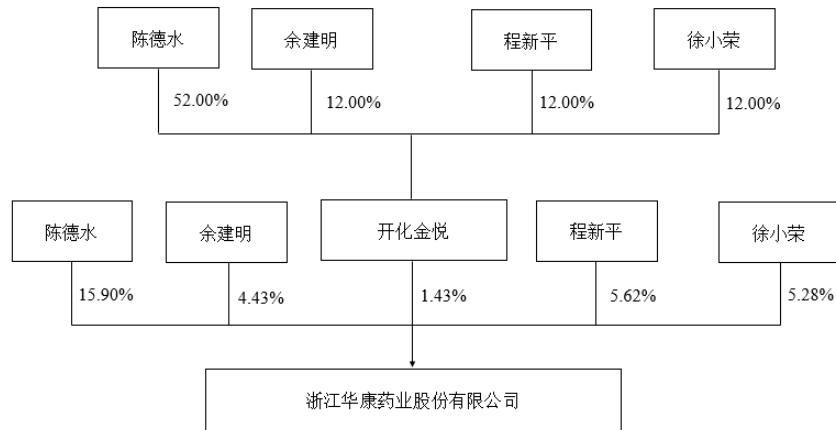 陈德水
余建明
程新平
徐小荣
52.00%
12.00%
12.00%
12.00%
陈德水
余建明
开化金悦
程新平
徐小荣
15.90%
4.43%
1.43%
5.62%
5.28%
浙江华康药业股份有限公司